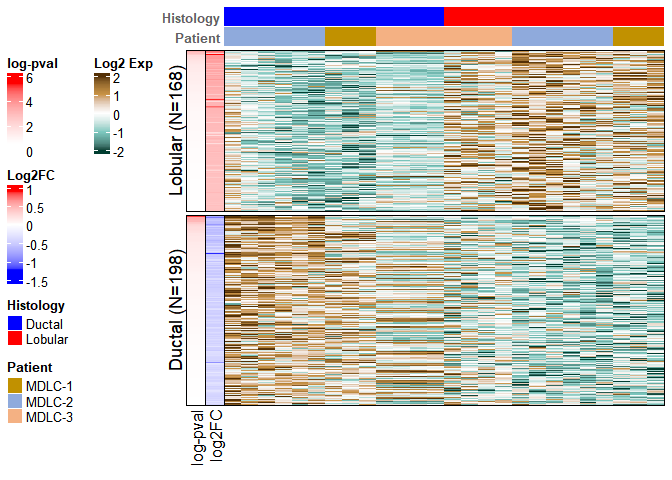 Histology
Patient
log-pval
6
4
2
0
Log2 Exp
2
1
0
-1
-2
Log2FC
1
0.5
0
-0.5
-1
-1.5
Histology
Ductal
Lobular
Patient
MDLC-1
MDLC-2
MDLC-3
Lobular (N=168)
Ductal (N=198)
log-pval
log2FC